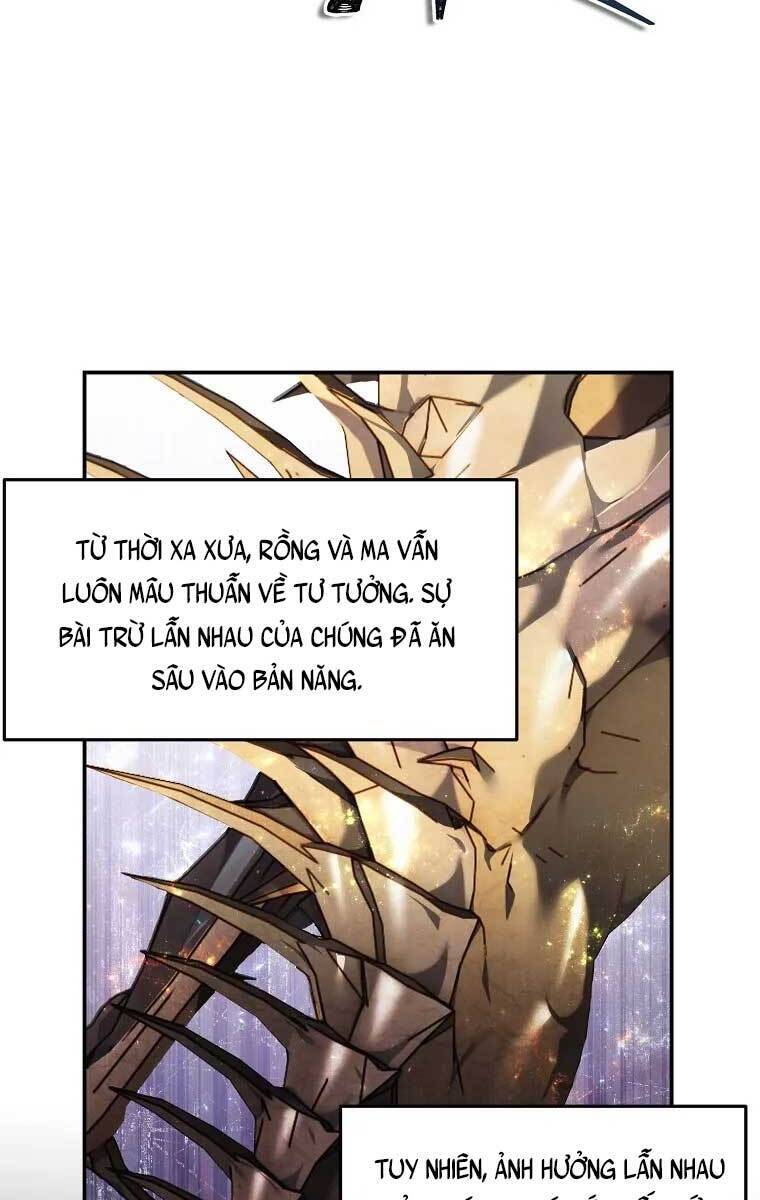 TỪ THỜI XA XƯA, RỒNG VÀ MA VẪN
LUÔN MÂU THUẪN VỀ TƯ TƯỞNG. SỰ
BÀI TRỪ LẪN NHAU CỦA CHÚNG ĐÃ ĂN
SÂU VÀO BẢN NĂNG.
TUY NHIÊN, ẢNH HƯỞNG LẪN NHAU